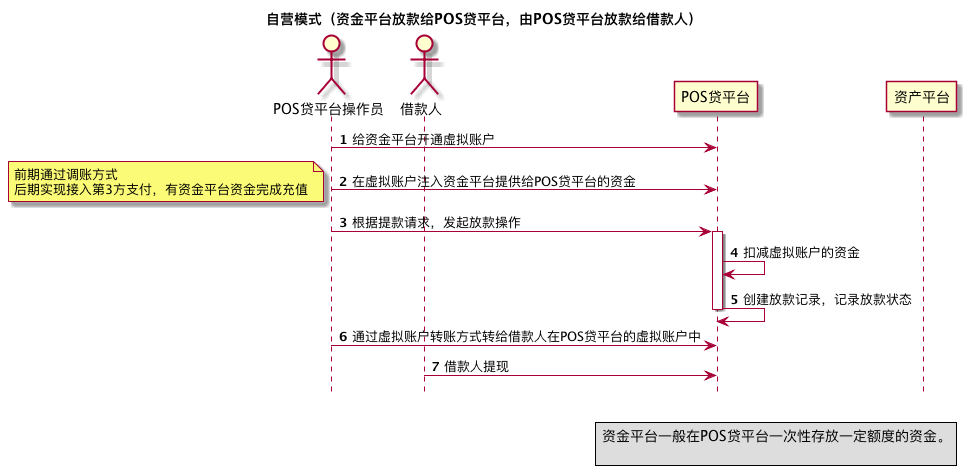 自营模式（资金平台放款给POS贷平台，由POS贷平台放款给借款人）
POS贷平台操作员
借款人
POS贷平台
资产平台
1 给资金平台开通虚拟账户
前期通过调账方式
后期实现接入第3方支付，有资金平台资金完成充值
2 在虚拟账户注入资金平台提供给POS贷平台的资金
3 根据提款请求，发起放款操作
4 扣减虚拟账户的资金
5 创建放款记录，记录放款状态
6 通过虚拟账户转账方式转给借款人在POS贷平台的虚拟账户中
7 借款人提现
资金平台一般在POS贷平台一次性存放一定额度的资金。